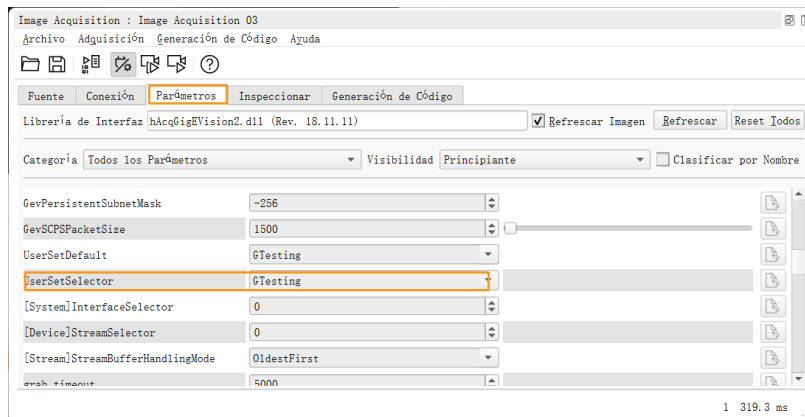 Image Acquisition : Image Acquisition 03
Archivo Adquisición Generación de Código Ayuda
Fuente Conexión Parámetros Inspeccionar Generación de Código
Librería de Interfaz hAcqGigEVision2.dll (Rev. 18.11.11) Refrescar Imagen Refrescar Reset Todos
Categoría Todos los Parámetros Visibilidad Principiante Clasificar por Nombre
GevPersistentSubnetMask -256
GevSCPSPacketSize 1500
UserSetDefault GTesting
UserSetSelector GTesting
[System]InterfaceSelector 0
[Device]StreamSelector 0
[Stream]StreamBufferHandlingMode OldestFirst
grab_timeout 5000
1 319.3 ms